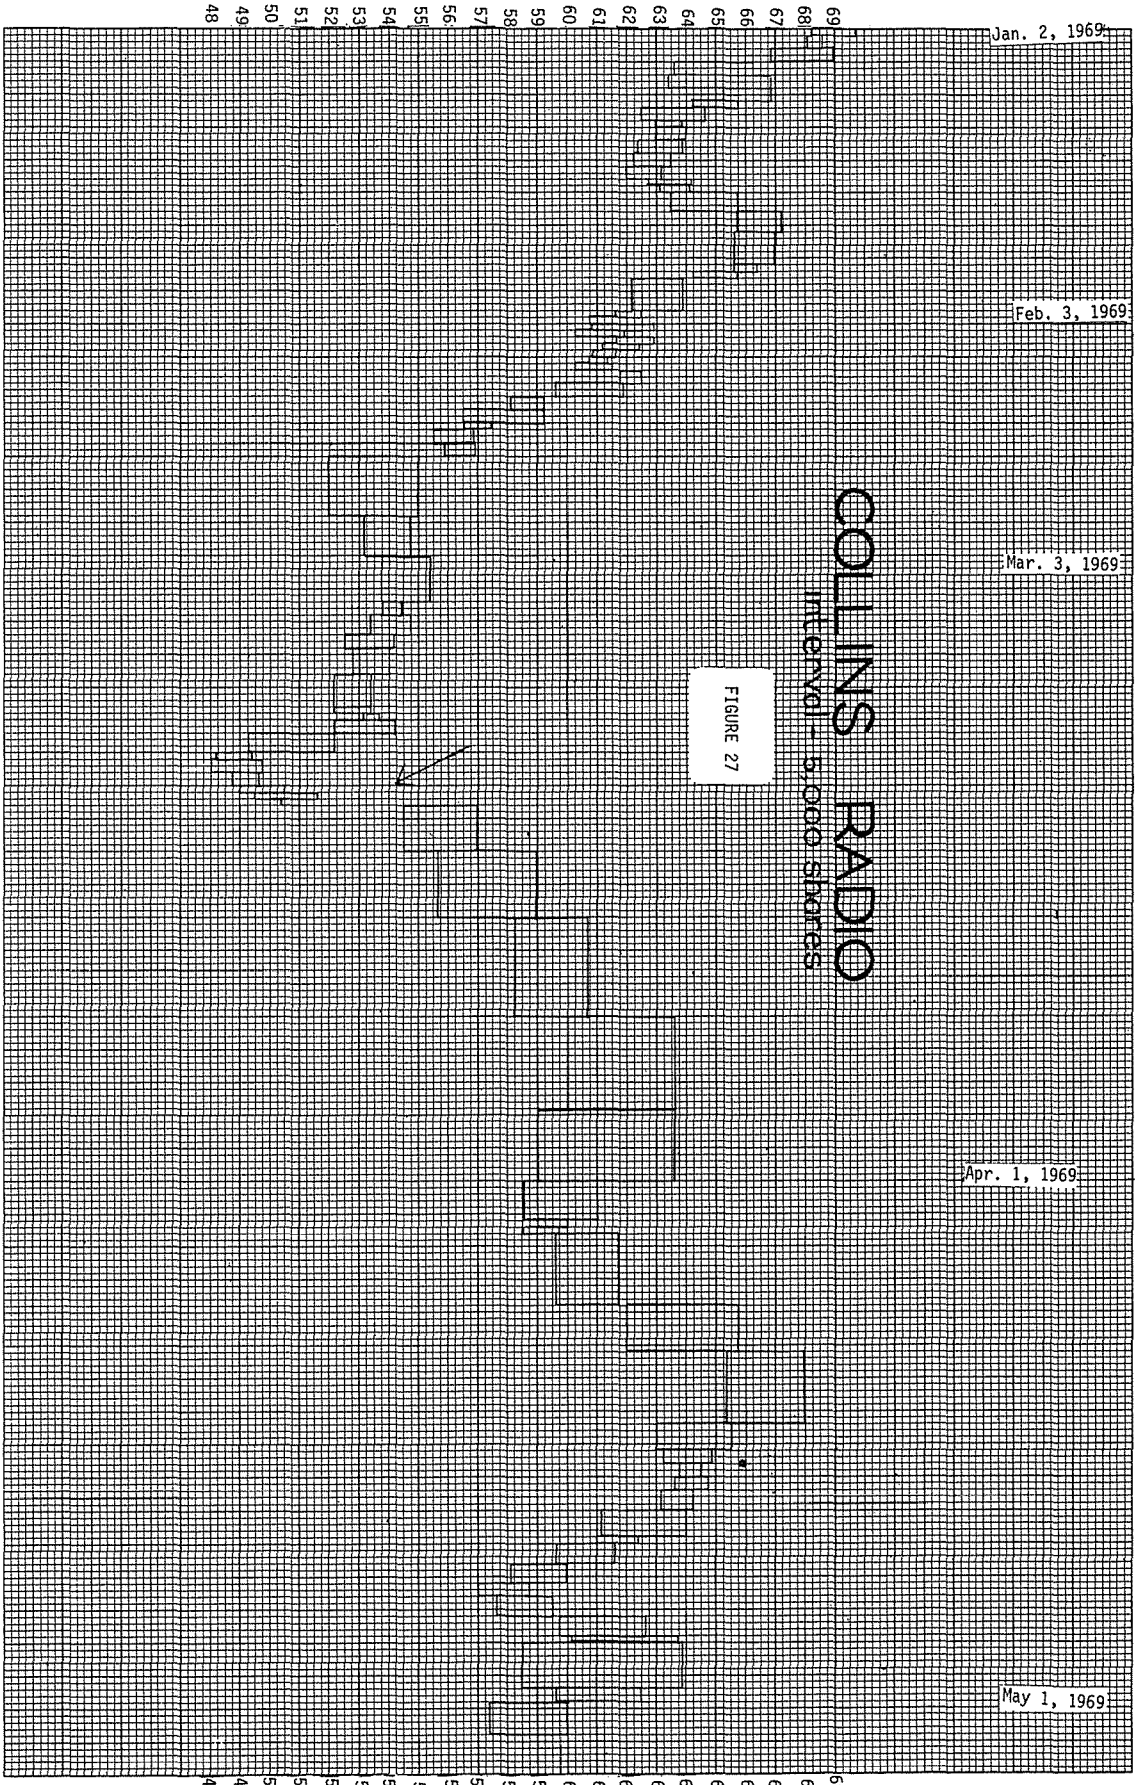 48 49 50 51 52 53 54 55 56 57 58 59 60 61 62 63 64 65 66 67 68 69
Jan. 2, 1969
Feb. 3, 1969
Mar. 3, 1969
Apr. 1, 1969
May 1, 1969
COLLINS RADIO
interval - 5,000 shares
FIGURE 27